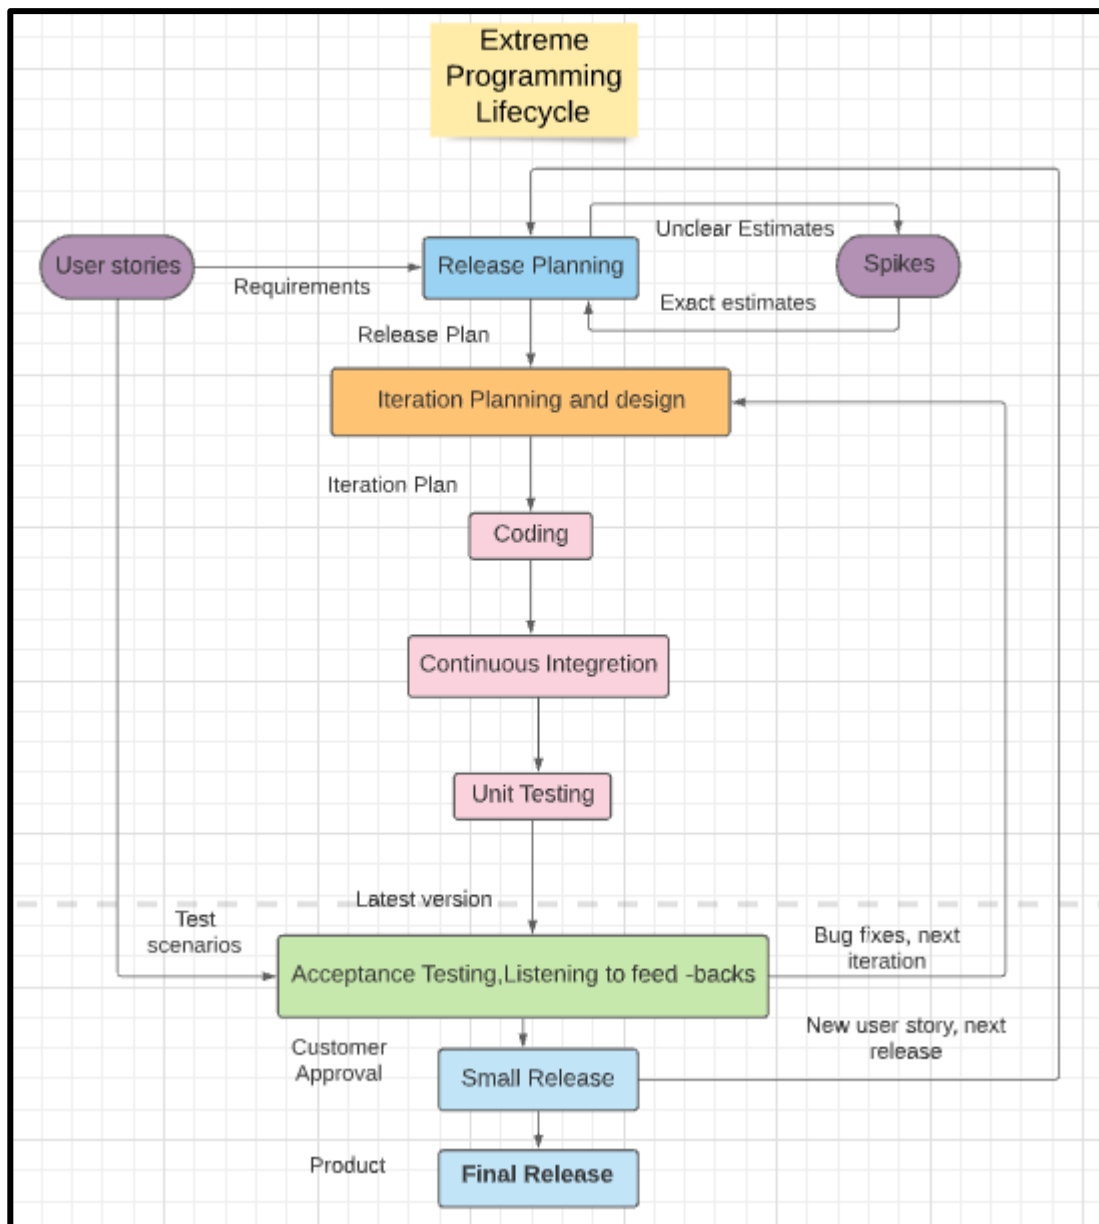 Extreme
Programming
Lifecycle
User stories
Requirements
Release Planning
Unclear Estimates
Spikes
Exact estimates
Release Plan
Iteration Planning and design
Iteration Plan
Coding
Continuous Integretion
Unit Testing
Latest version
Test
scenarios
Acceptance Testing,Listening to feed -backs
Bug fixes, next
iteration
New user story, next
release
Customer
Approval
Small Release
Product
Final Release